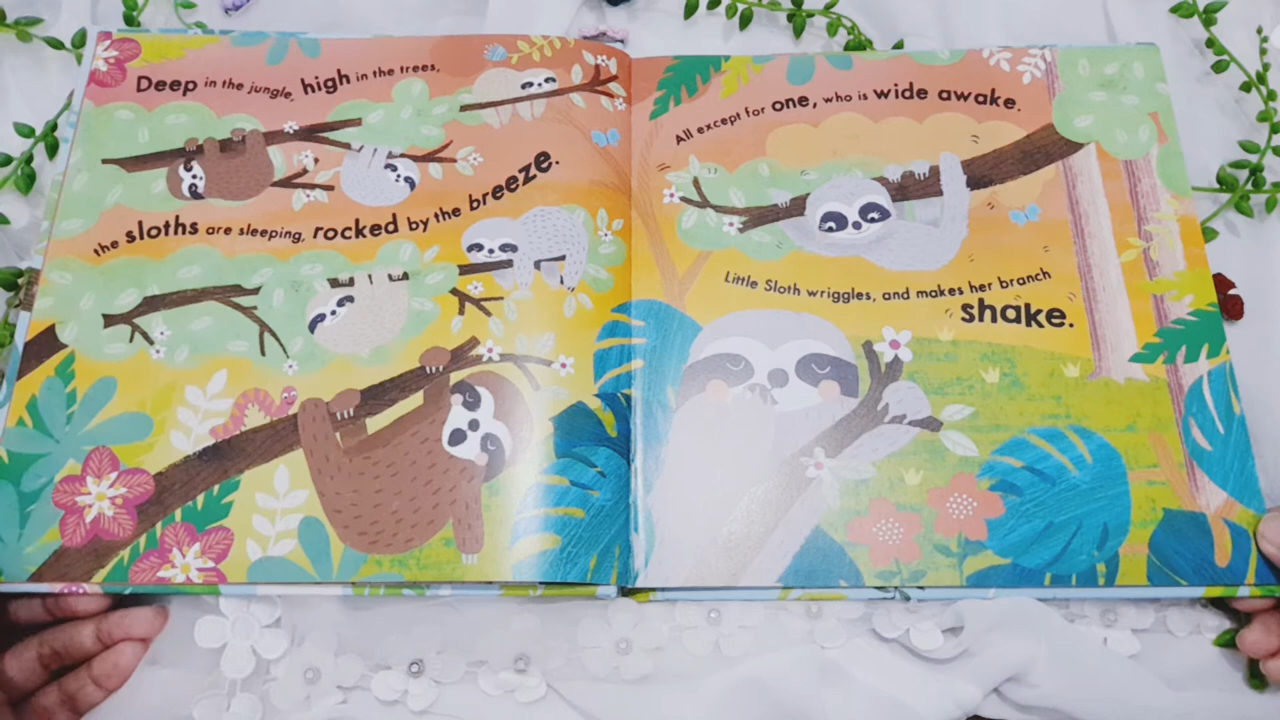 Deep in the jungle, high in the trees,
the sloths are sleeping, rocked by the breeze.
All except for one, who is wide awake.
Little Sloth wriggles, and makes her branch
shake.